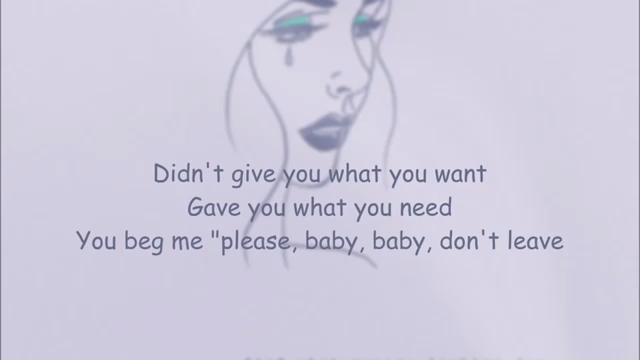 Didn't give you what you want
Gave you what you need
You beg me "please, baby, baby, don't leave